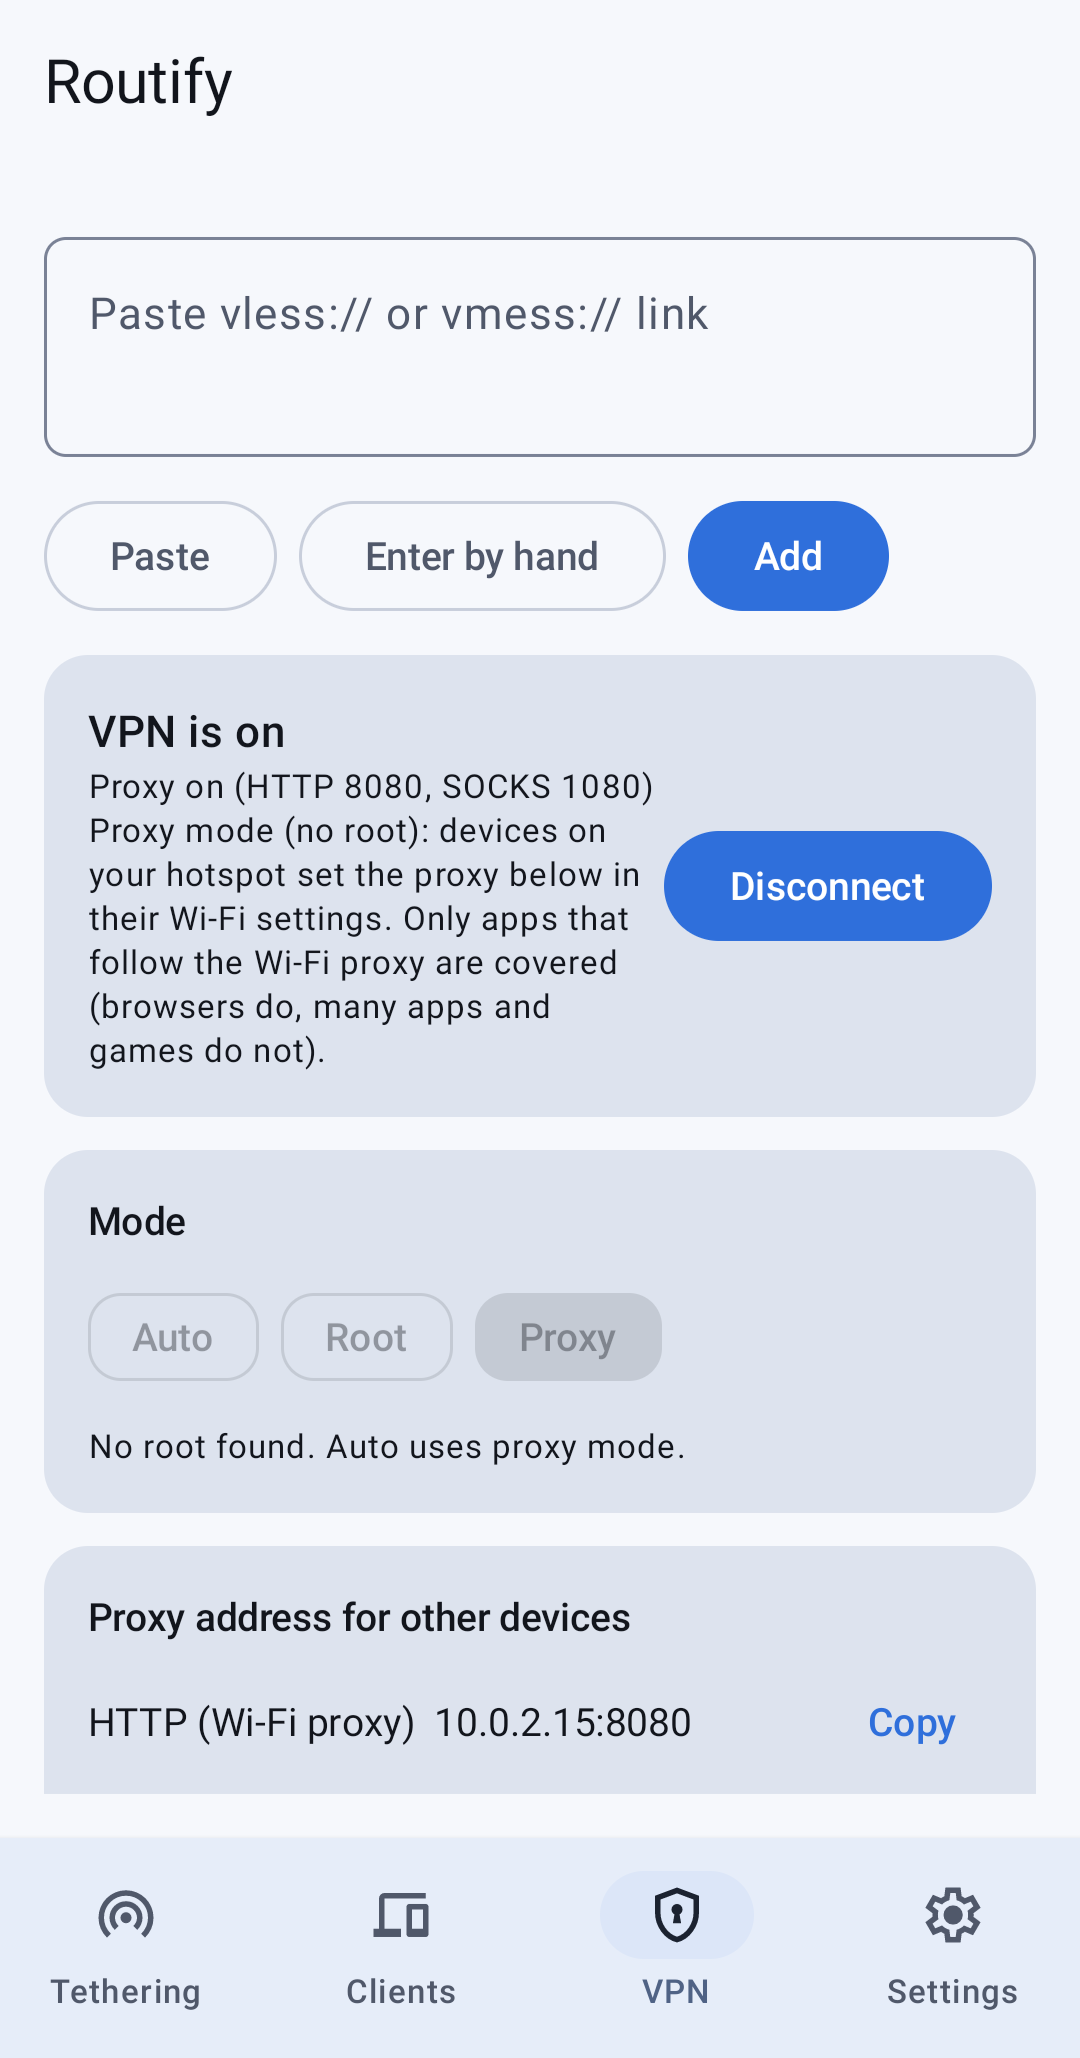 Routify
Paste vless:// or vmess:// link
Paste
Enter by hand
Add
VPN is on
Proxy on (HTTP 8080, SOCKS 1080)
Proxy mode (no root): devices on
your hotspot set the proxy below in
their Wi-Fi settings. Only apps that
follow the Wi-Fi proxy are covered
(browsers do, many apps and
games do not).
Disconnect
Mode
Auto
Root
Proxy
No root found. Auto uses proxy mode.
Proxy address for other devices
HTTP (Wi-Fi proxy) 10.0.2.15:8080
Copy
Tethering
Clients
VPN
Settings